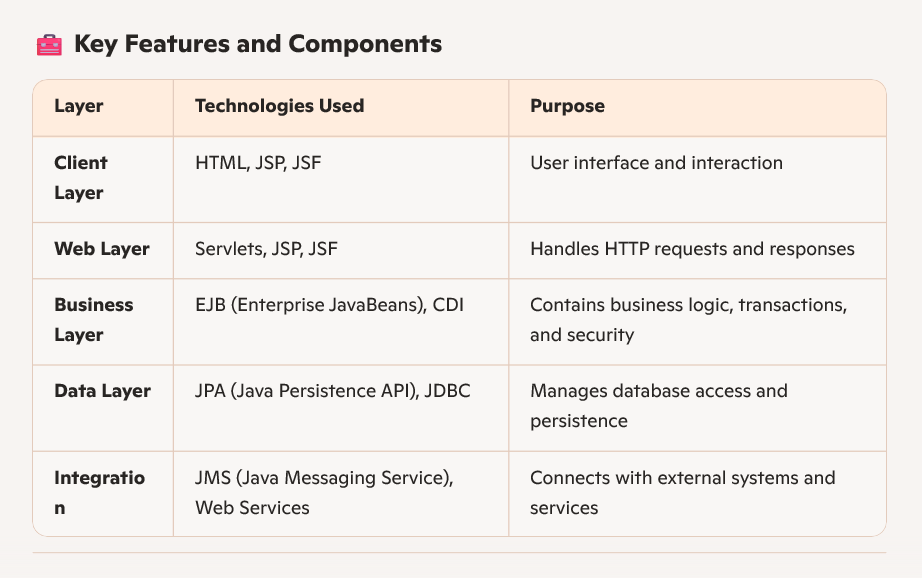 Key Features and Components
Layer
Technologies Used
Purpose
Client
Layer
HTML, JSP, JSF
User interface and interaction
Web Layer
Servlets, JSP, JSF
Handles HTTP requests and responses
Business
Layer
EJB (Enterprise JavaBeans), CDI
Contains business logic, transactions,
and security
Data Layer
JPA (Java Persistence API), JDBC
Manages database access and
persistence
Integratio
n
JMS (Java Messaging Service),
Web Services
Connects with external systems and
services